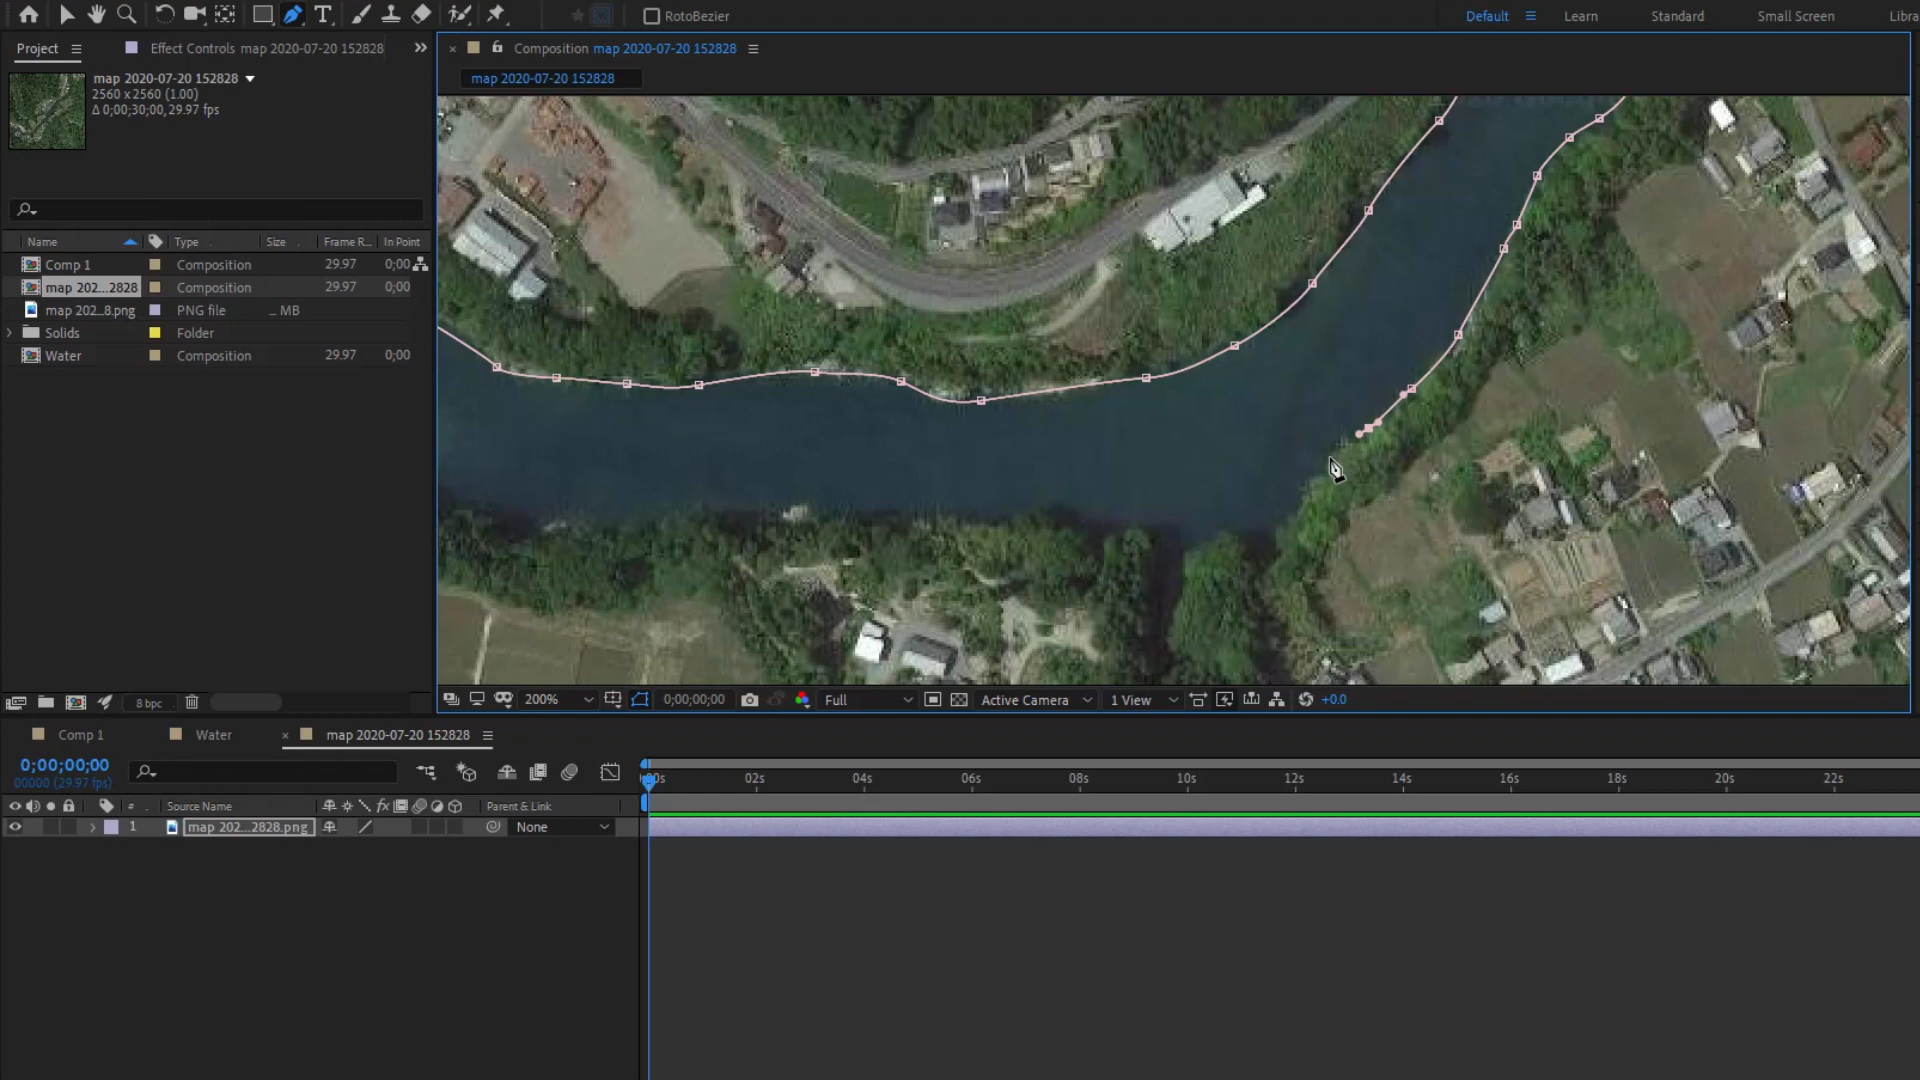 RotoBezier
Default
Learn
Standard
Small Screen
Libra
Project
Effect Controls map 2020-07-20 152828
Composition map 2020-07-20 152828
map 2020-07-20 152828
map 2020-07-20 152828
2560 x 2560 (1.00)
Δ 0;00;30;00, 29.97 fps
Name
Type
Size
Frame R...
In Point
Comp 1
Composition
29.97
0;00
map 202...2828
Composition
29.97
0;00
map 202...8.png
PNG file
... MB
Solids
Folder
Water
Composition
29.97
0;00
8 bpc
200%
0;00;00;00
Full
Active Camera
1 View
+0.0
Comp 1
Water
map 2020-07-20 152828
0;00;00;00
00000 (29.97 fps)
#
Source Name
fx
Parent & Link
1
map 202...2828.png
None
00s
02s
04s
06s
08s
10s
12s
14s
16s
18s
20s
22s